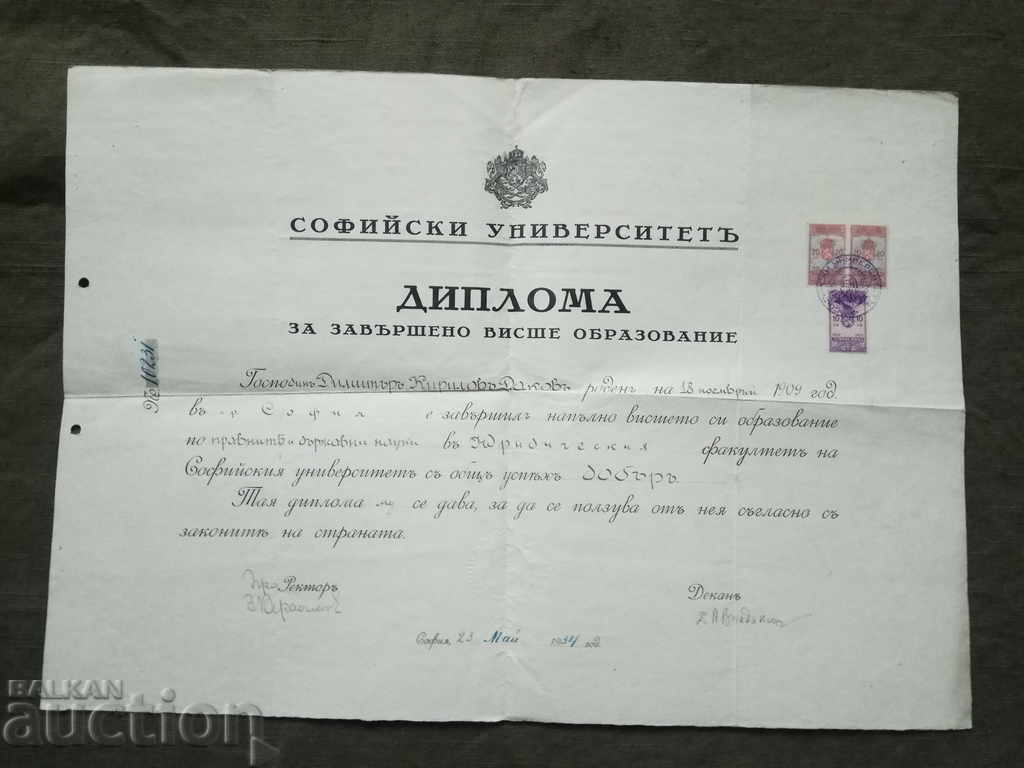 СОФИЙСКИ УНИВЕРСИТЕТЪ
ДИПЛОМА
ЗА ЗАВЪРШЕНО ВИСШЕ ОБРАЗОВАНИЕ
№ 10231
Господинъ Димитъръ Кириловъ Даковъ роденъ на 18 ноемврий 1909 год.
въ гр София е завършилъ напълно висшето си образование
по правнитѣ и държавни науки въ Юридическия факултетъ на
Софийския университетъ съ общъ успѣхъ добъръ.
Тая диплома му се дава, за да се ползува отъ нея съгласно съ
законитѣ на страната.
Ректоръ
Деканъ
София, 23 Май 1934 год.
BALKAN
auction